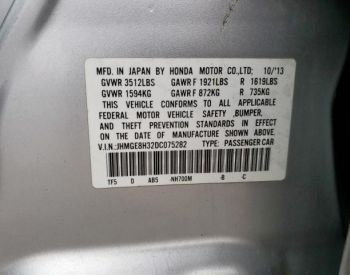 MFD. IN JAPAN BY HONDA MOTOR CO.,LTD. 10/'13
GVWR 3512LBS GAWR F 1921LBS R 1619LBS
GVWR 1594KG GAWR F 872KG R 735KG
THIS VEHICLE CONFORMS TO ALL APPLICABLE
FEDERAL MOTOR VEHICLE SAFETY ,BUMPER,
AND THEFT PREVENTION STANDARDS IN EFFECT
ON THE DATE OF MANUFACTURE SHOWN ABOVE.
V.I.N.:JHMGE8H32DC075282 TYPE: PASSENGER CAR
TF5 D AB5 NH700M -B -C